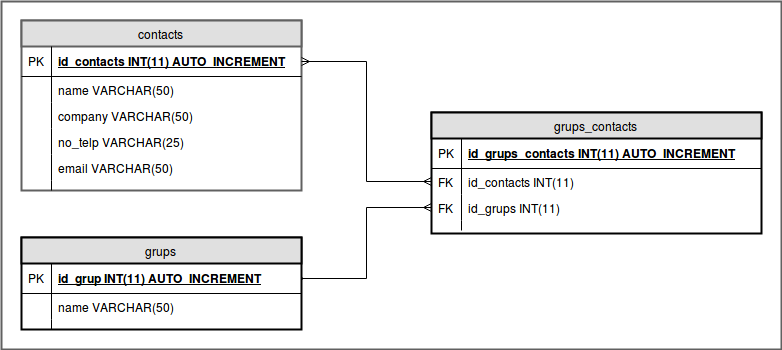 contacts
PK id_contacts INT(11) AUTO_INCREMENT
name VARCHAR(50)
company VARCHAR(50)
no_telp VARCHAR(25)
email VARCHAR(50)
grups_contacts
PK id_grups_contacts INT(11) AUTO_INCREMENT
FK id_contacts INT(11)
FK id_grups INT(11)
grups
PK id_grup INT(11) AUTO_INCREMENT
name VARCHAR(50)